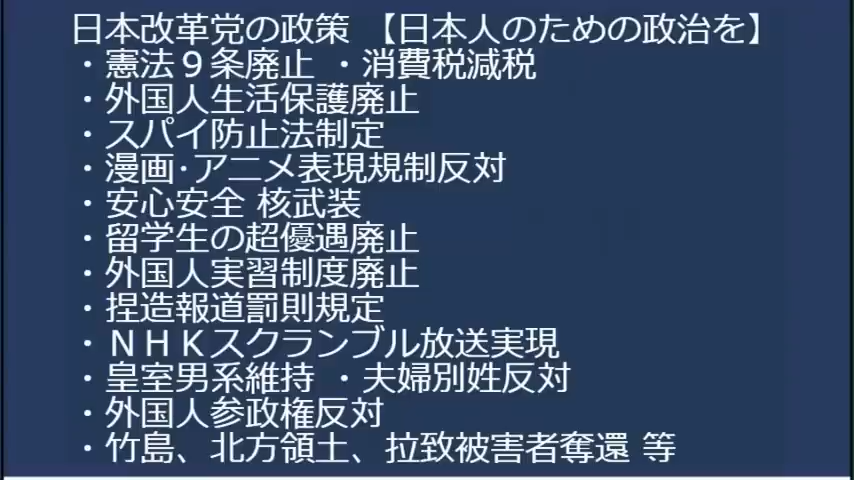 日本改革党の政策 【日本人のための政治を】
・憲法９条廃止 ・消費税減税
・外国人生活保護廃止
・スパイ防止法制定
・漫画･アニメ表現規制反対
・安心安全 核武装
・留学生の超優遇廃止
・外国人実習制度廃止
・捏造報道罰則規定
・ＮＨＫスクランブル放送実現
・皇室男系維持 ・夫婦別姓反対
・外国人参政権反対
・竹島、北方領土、拉致被害者奪還 等